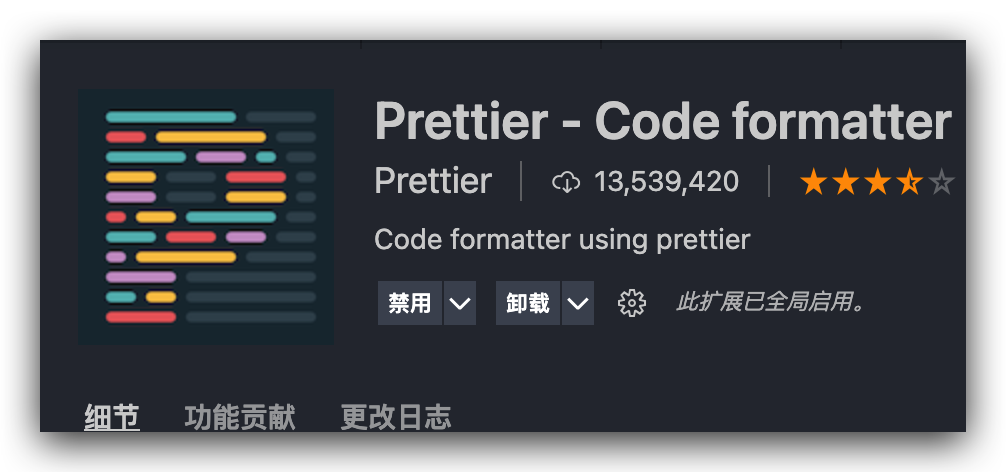 Prettier - Code formatter
Prettier 13,539,420
Code formatter using prettier
禁用 卸载 此扩展已全局启用。
细节 功能贡献 更改日志